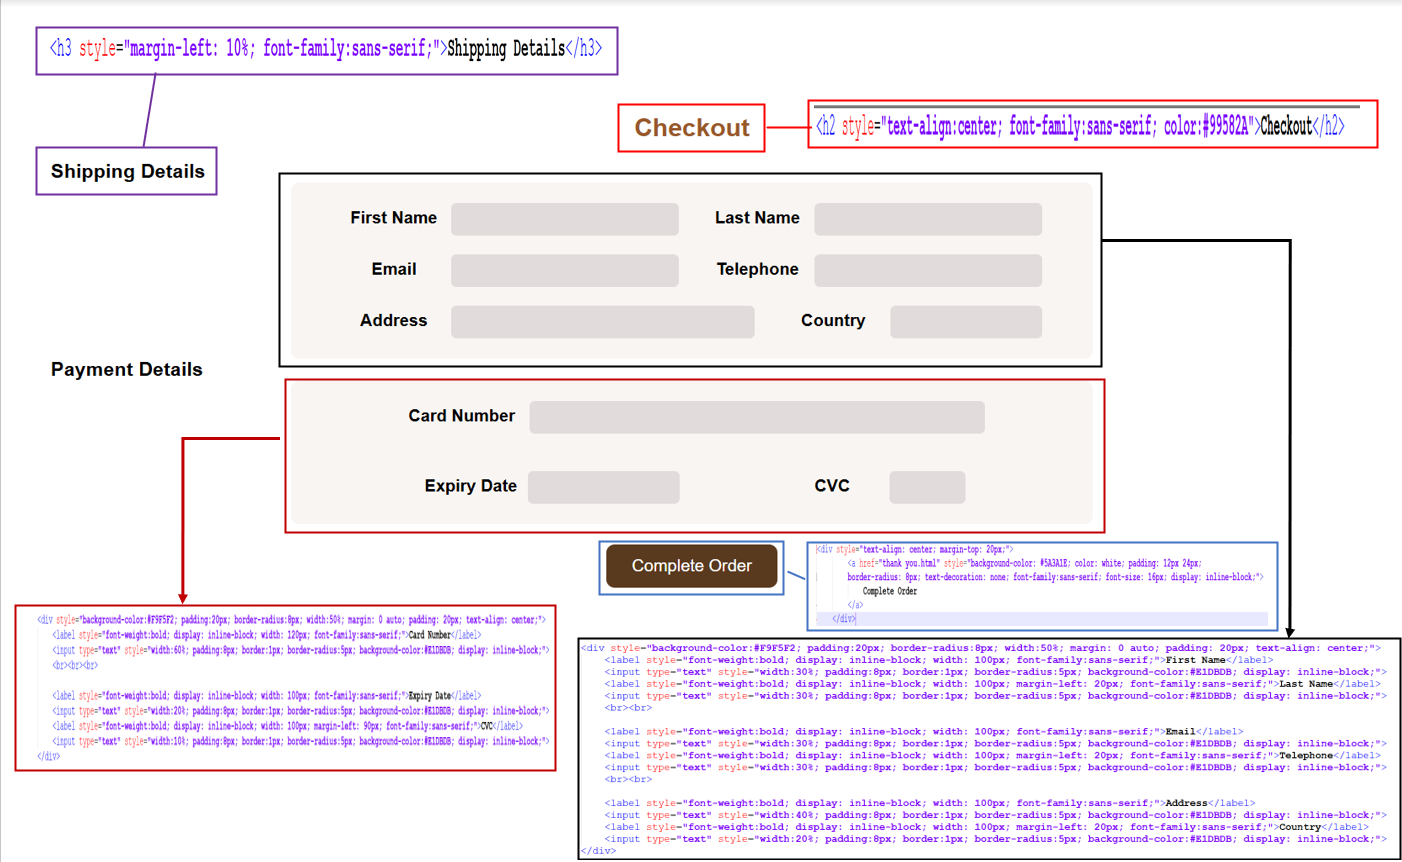 <h3 style="margin-left: 10%; font-family:sans-serif;">Shipping Details</h3>
Checkout
<h2 style="text-align:center; font-family:sans-serif; color:#99582A">Checkout</h2>
Shipping Details
First Name
Last Name
Email
Telephone
Address
Country
Payment Details
Card Number
Expiry Date
CVC
Complete Order
<div style="text-align: center; margin-top: 20px;">
<a href="thank you.html" style="background-color: #5A3A1E; color: white; padding: 12px 24px;
border-radius: 8px; text-decoration: none; font-family:sans-serif; font-size: 16px; display: inline-block;">
Complete Order
</a>
</div>
<div style="background-color:#F9F5F2; padding:20px; border-radius:8px; width:50%; margin: 0 auto; padding: 20px; text-align: center;">
<label style="font-weight:bold; display: inline-block; width: 120px; font-family:sans-serif;">Card Number</label>
<input type="text" style="width:60%; padding:8px; border:1px; border-radius:5px; background-color:#E1DBDB; display: inline-block;">
<br><br><br>
<label style="font-weight:bold; display: inline-block; width: 100px; font-family:sans-serif;">Expiry Date</label>
<input type="text" style="width:20%; padding:8px; border:1px; border-radius:5px; background-color:#E1DBDB; display: inline-block;">
<label style="font-weight:bold; display: inline-block; width: 100px; margin-left: 90px; font-family:sans-serif;">CVC</label>
<input type="text" style="width:10%; padding:8px; border:1px; border-radius:5px; background-color:#E1DBDB; display: inline-block;">
</div>
<div style="background-color:#F9F5F2; padding:20px; border-radius:8px; width:50%; margin: 0 auto; padding: 20px; text-align: center;">
<label style="font-weight:bold; display: inline-block; width: 100px; font-family:sans-serif;">First Name</label>
<input type="text" style="width:30%; padding:8px; border:1px; border-radius:5px; background-color:#E1DBDB; display: inline-block;">
<label style="font-weight:bold; display: inline-block; width: 100px; margin-left: 20px; font-family:sans-serif;">Last Name</label>
<input type="text" style="width:30%; padding:8px; border:1px; border-radius:5px; background-color:#E1DBDB; display: inline-block;">
<br><br>
<label style="font-weight:bold; display: inline-block; width: 100px; font-family:sans-serif;">Email</label>
<input type="text" style="width:30%; padding:8px; border:1px; border-radius:5px; background-color:#E1DBDB; display: inline-block;">
<label style="font-weight:bold; display: inline-block; width: 100px; margin-left: 20px; font-family:sans-serif;">Telephone</label>
<input type="text" style="width:30%; padding:8px; border:1px; border-radius:5px; background-color:#E1DBDB; display: inline-block;">
<br><br>
<label style="font-weight:bold; display: inline-block; width: 100px; font-family:sans-serif;">Address</label>
<input type="text" style="width:40%; padding:8px; border:1px; border-radius:5px; background-color:#E1DBDB; display: inline-block;">
<label style="font-weight:bold; display: inline-block; width: 100px; margin-left: 20px; font-family:sans-serif;">Country</label>
<input type="text" style="width:20%; padding:8px; border:1px; border-radius:5px; background-color:#E1DBDB; display: inline-block;">
</div>